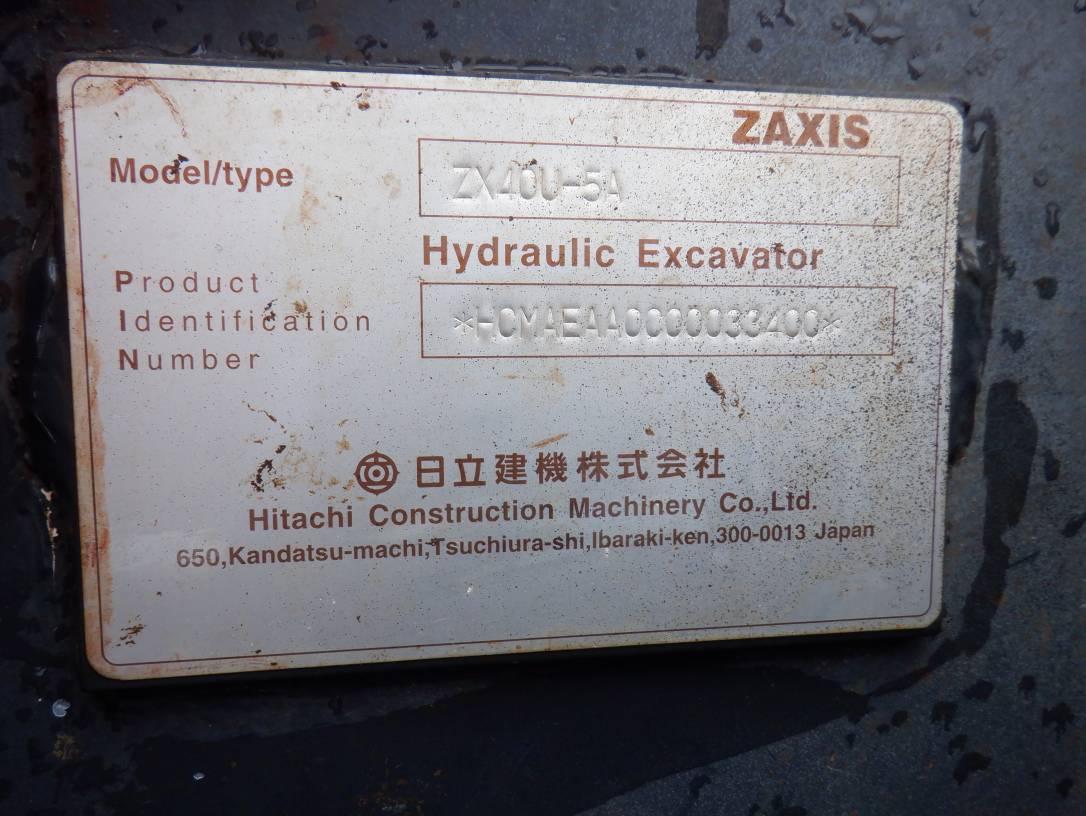 ZAXIS
Model/type ZX40U-5A
Hydraulic Excavator
Product
Identification *HCMAEAA0000033400*
Number
日立建機株式会社
Hitachi Construction Machinery Co.,Ltd.
650,Kandatsu-machi,Tsuchiura-shi,Ibaraki-ken,300-0013 Japan